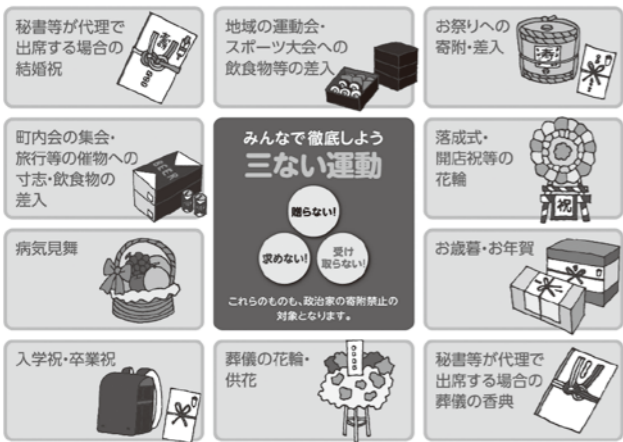 秘書等が代理で
出席する場合の
結婚祝
地域の運動会・
スポーツ大会への
飲食物等の差入
お祭りへの
寄附・差入
寿
町内会の集会・
旅行等の催物への
寸志・飲食物の
差入
BEER
みんなで徹底しよう
三ない運動
贈らない!
求めない!
受け
取らない!
これらのものも、政治家の寄附禁止の
対象となります。
落成式・
開店祝等の
花輪
祝
病気見舞
お歳暮・お年賀
入学祝・卒業祝
葬儀の花輪・
供花
秘書等が代理で
出席する場合の
葬儀の香典